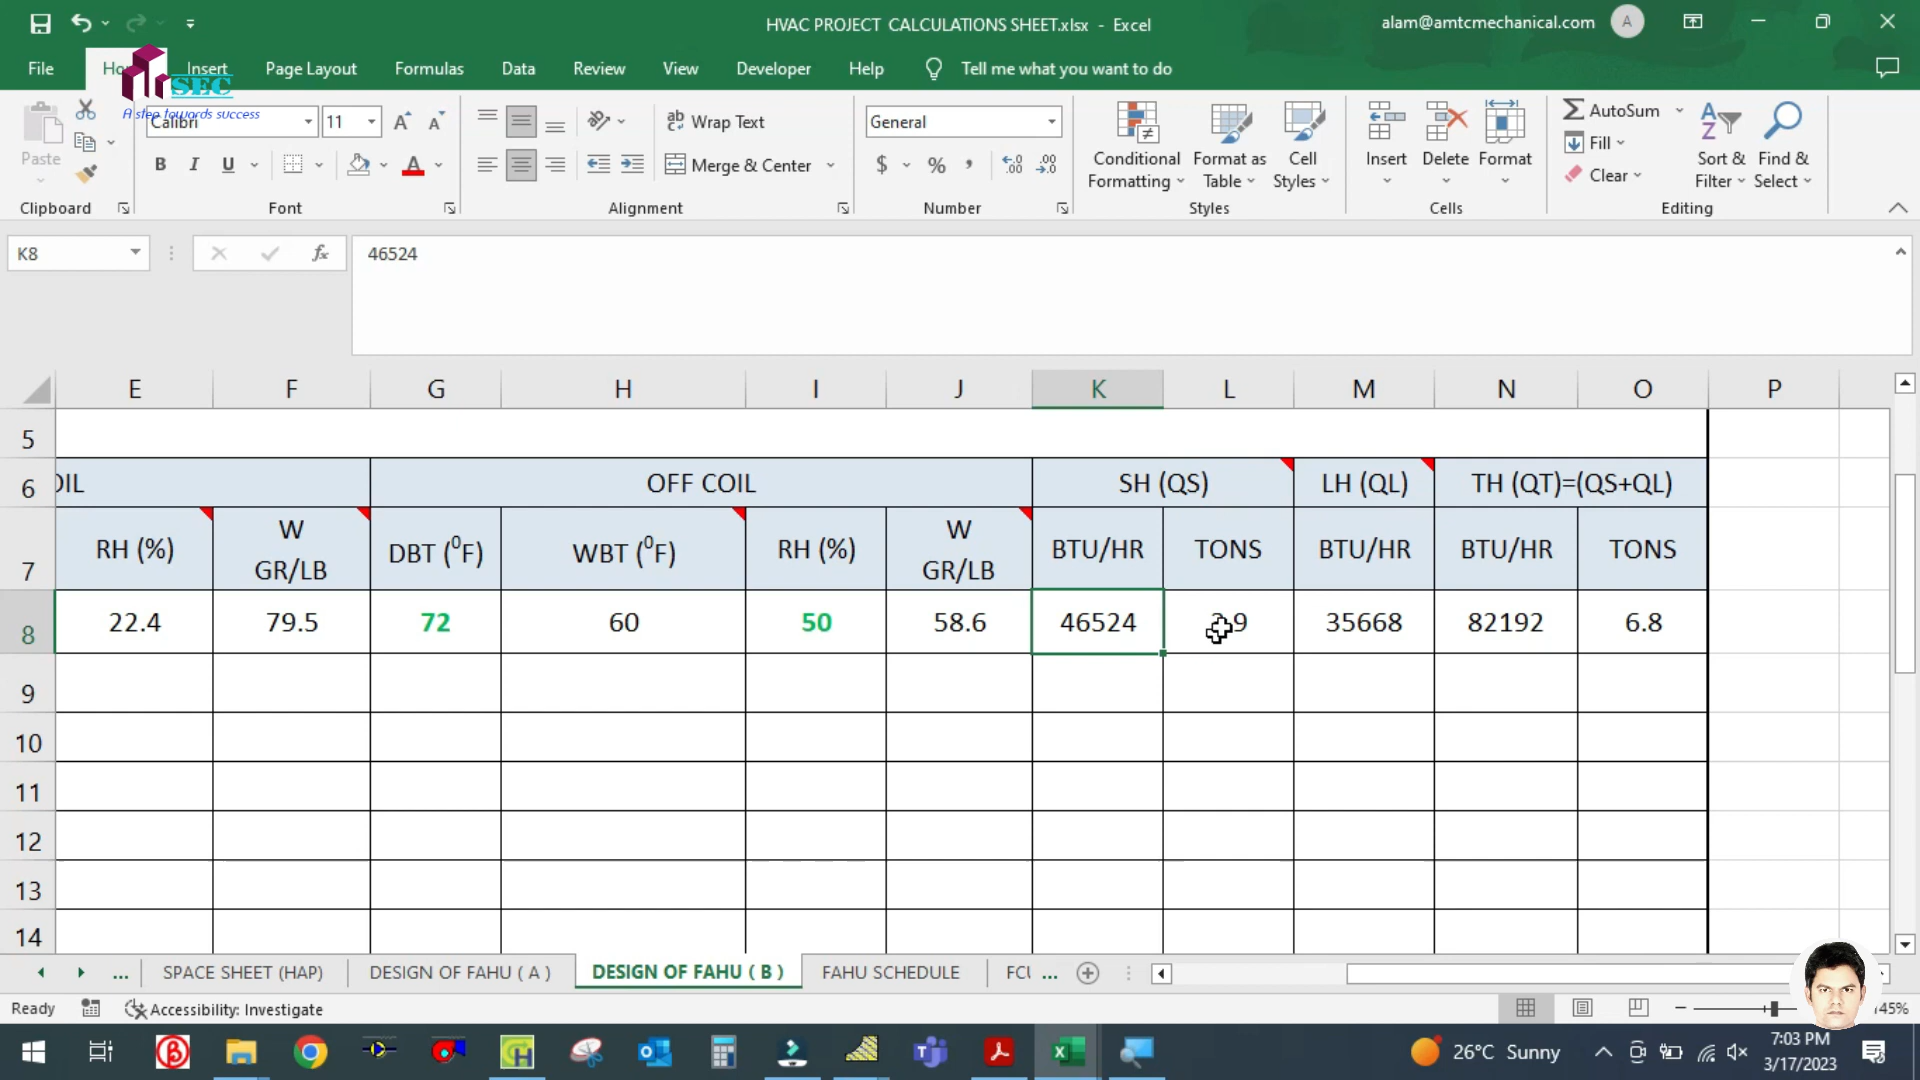 HVAC PROJECT CALCULATIONS SHEET.xlsx - Excel
alam@amtcmechanical.com
A
File
Insert
Page Layout
Formulas
Data
Review
View
Developer
Help
Tell me what you want to do
SEC
A step towards success
Paste
Calibri
11
B I U
Wrap Text
Merge & Center
General
$ %
Conditional Formatting
Format as Table
Cell Styles
Insert
Delete
Format
AutoSum
Fill
Clear
Sort & Filter
Find & Select
Clipboard
Font
Alignment
Number
Styles
Cells
Editing
K8
fx
46524
E F G H I J K L M N O P
5
6 OFF COIL SH (QS) LH (QL) TH (QT)=(QS+QL)
7 RH (%) W GR/LB DBT (⁰F) WBT (⁰F) RH (%) W GR/LB BTU/HR TONS BTU/HR BTU/HR TONS
8 22.4 79.5 72 60 50 58.6 46524 35668 82192 6.8
9
10
11
12
13
14
... SPACE SHEET (HAP) DESIGN OF FAHU ( A ) DESIGN OF FAHU ( B ) FAHU SCHEDULE ...
Ready
Accessibility: Investigate
26°C Sunny
7:03 PM
3/17/2023